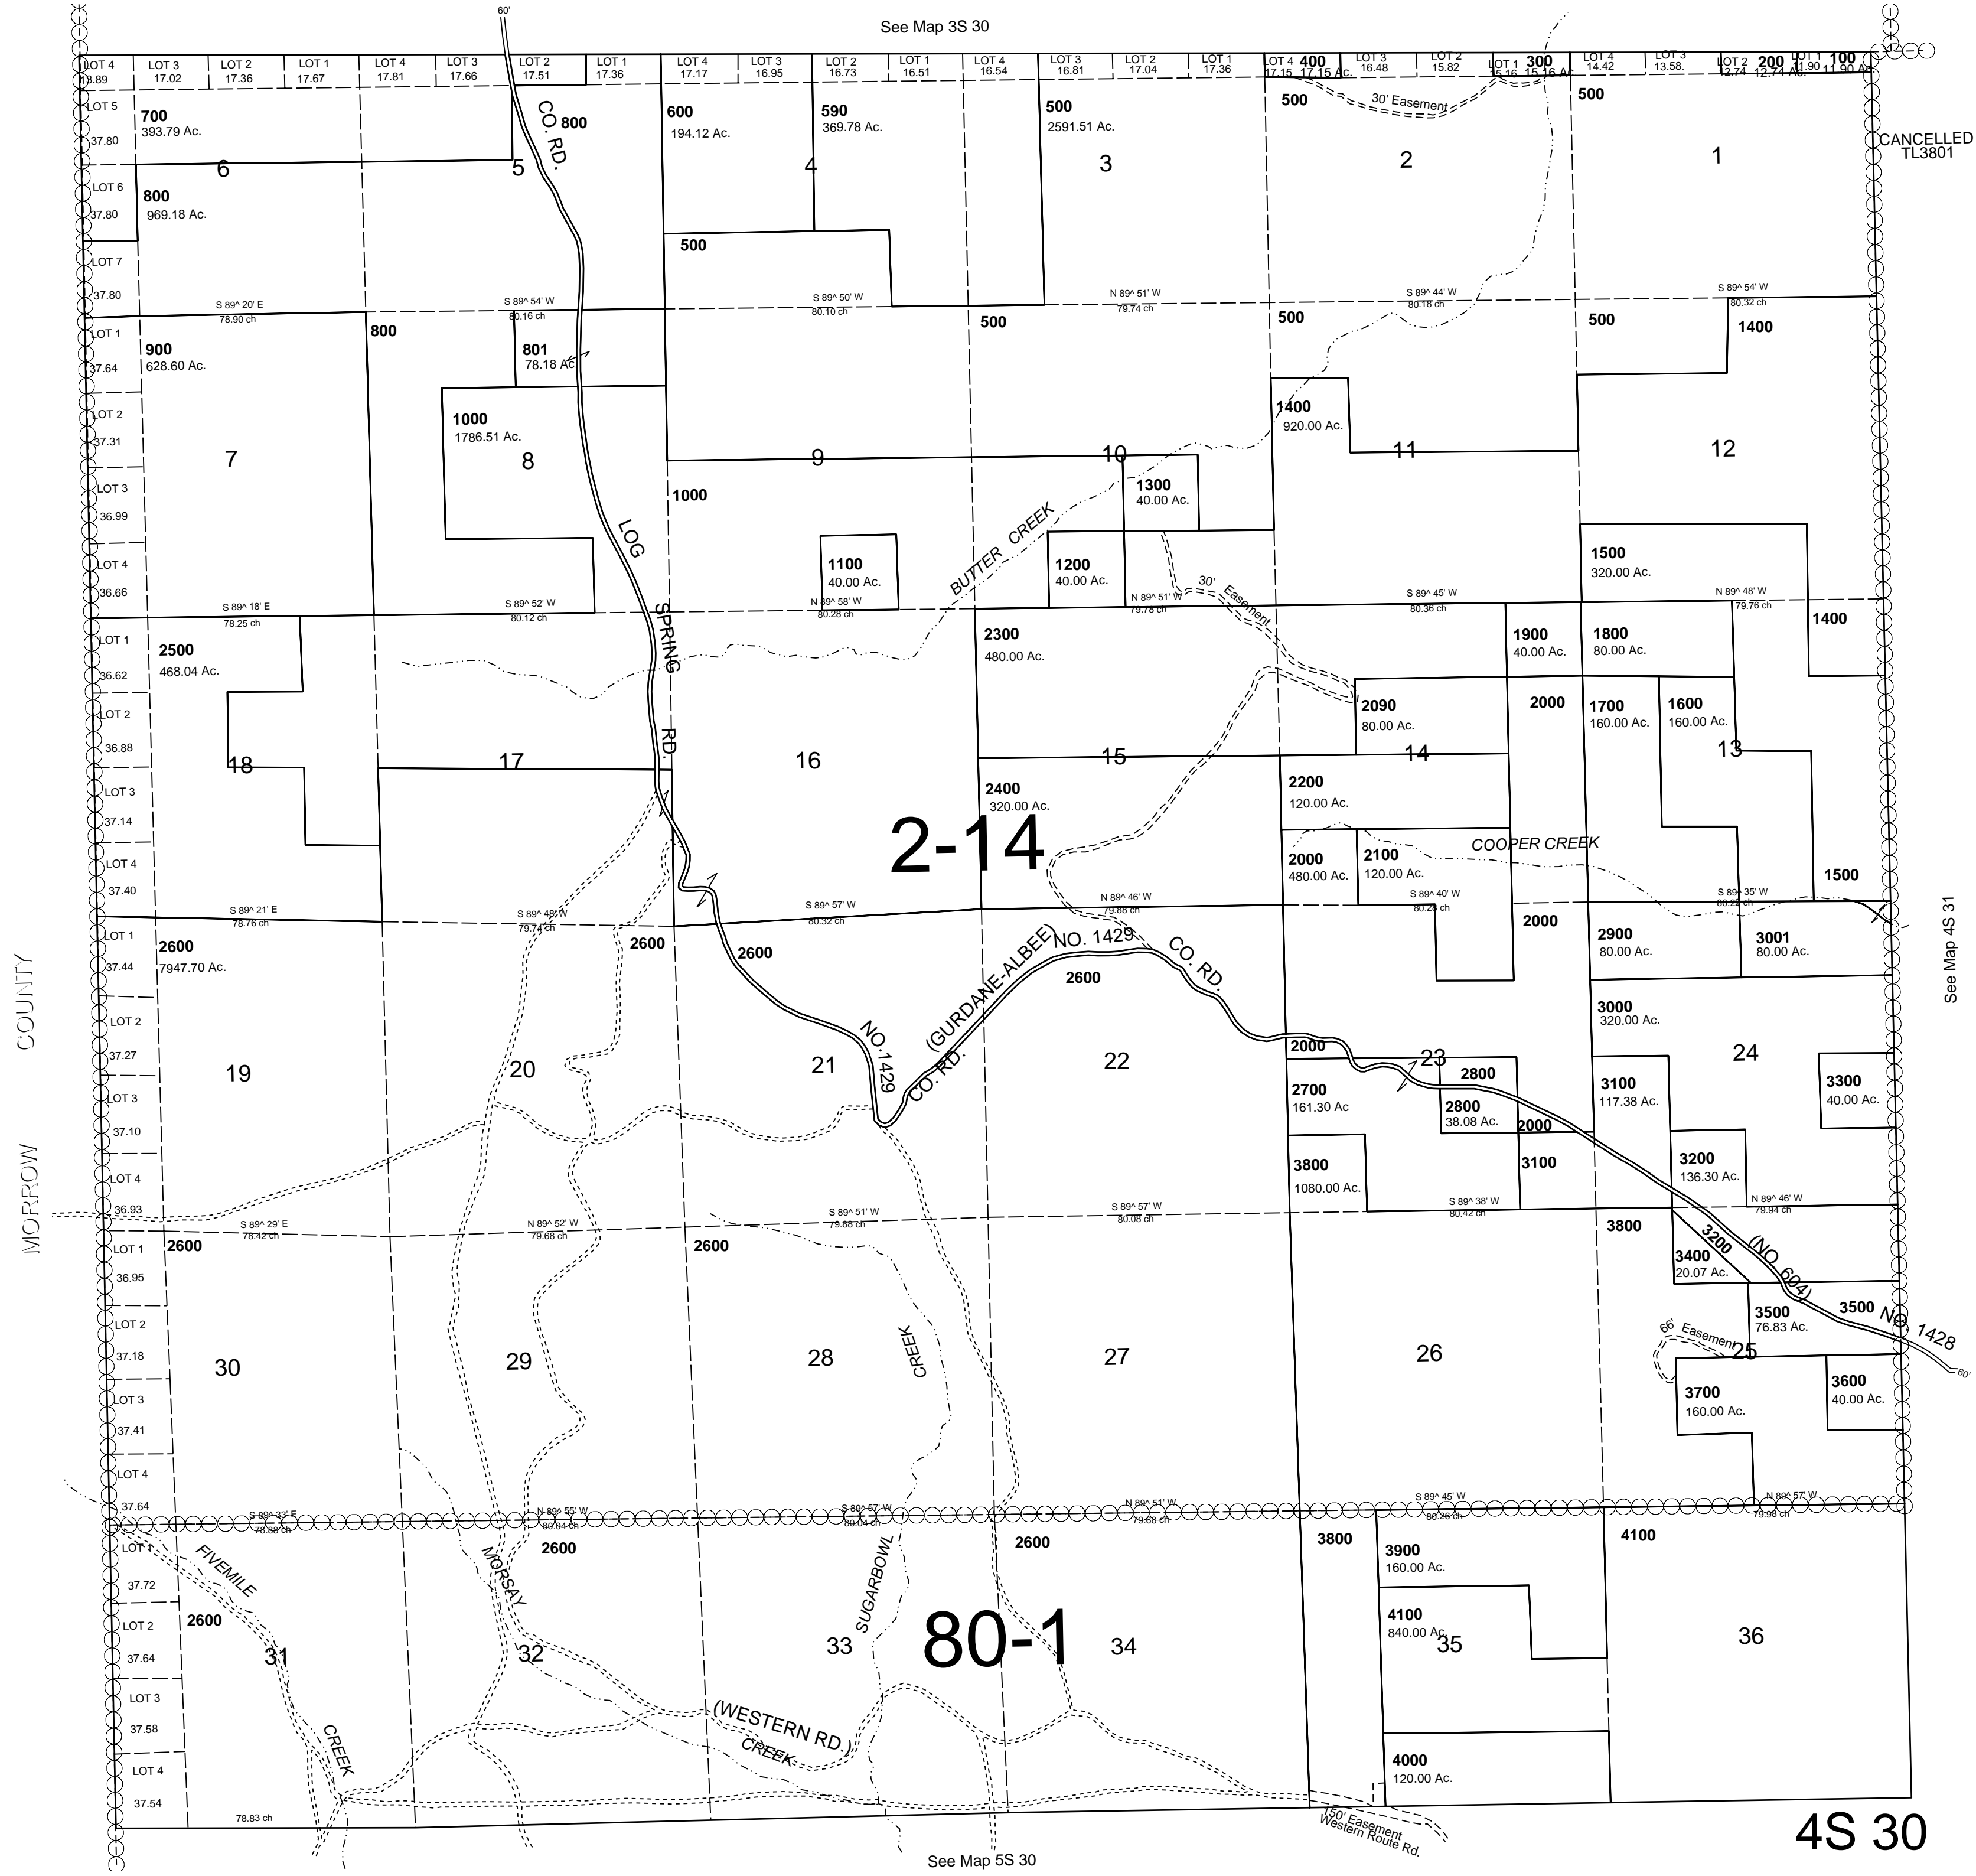 60'
See Map 3S 30
LOT 4 LOT 3 LOT 2 LOT 1 LOT 4 LOT 3 LOT 2 LOT 1 LOT 4 LOT 3 LOT 2 LOT 1 LOT 4 LOT 3 LOT 2 LOT 1 LOT 4 400 LOT 3 LOT 2 LOT 1 300 LOT 4 LOT 3 LOT 2 200 LOT 1 100
13.89 17.02 17.36 17.67 17.81 17.66 17.51 17.36 17.17 16.95 16.73 16.51 16.54 16.81 17.04 17.36 17.15 17.15 Ac. 16.48 15.82 15.16 15.16 Ac. 14.42 13.58. 12.74 12.74 Ac. 11.90 11.90 Ac.
LOT 5 700 CO. RD. 800 600 590 500 500 30' Easement 500
37.80 393.79 Ac. 194.12 Ac. 369.78 Ac. 2591.51 Ac.
CANCELLED
TL3801
6 5 4 3 2 1
LOT 6 800
37.80 969.18 Ac.
500
LOT 7
37.80
S 89^ 20' E S 89^ 54' W S 89^ 50' W N 89^ 51' W S 89^ 44' W S 89^ 54' W
78.90 ch 80.16 ch 80.10 ch 79.74 ch 80.18 ch 80.32 ch
LOT 1 800 500 500 500 1400
37.64 900 801
628.60 Ac. 78.18 Ac
LOT 2 1000 1400
37.31 1786.51 Ac. 920.00 Ac.
7 8 9 10 11 12
LOT 3 1000 1300
36.99 40.00 Ac.
LOG SPRING RD.
BUTTER CREEK
LOT 4 1100 1200 1500
36.66 40.00 Ac. 40.00 Ac. 320.00 Ac.
30' Easement
S 89^ 18' E S 89^ 52' W N 89^ 58' W N 89^ 51' W S 89^ 45' W N 89^ 48' W
78.25 ch 80.12 ch 80.28 ch 79.78 ch 80.36 ch 79.76 ch
1400
LOT 1 2500 2300 1900 1800
36.62 468.04 Ac. 480.00 Ac. 40.00 Ac. 80.00 Ac.
LOT 2 2090 2000 1700 1600
36.88 80.00 Ac. 160.00 Ac. 160.00 Ac.
18 17 16 15 14 13
LOT 3 2400 2200
37.14 320.00 Ac. 120.00 Ac.
2-14
COOPER CREEK
LOT 4 2000 2100 1500
37.40 480.00 Ac. 120.00 Ac.
S 89^ 21' E S 89^ 48' W S 89^ 57' W N 89^ 46' W S 89^ 40' W S 89^ 35' W
78.76 ch 79.74 ch 80.32 ch 79.88 ch 80.28 ch 80.22 ch
LOT 1 2600 2600 2600 2600 2000 2900 3001
37.44 7947.70 Ac. 80.00 Ac. 80.00 Ac.
NO. 1429 CO. RD.
(GURDANE-ALBEE)
CO. RD.
NO. 1429
See Map 4S 31
COUNTY
MORROW
LOT 2 3000
37.27 320.00 Ac.
2000
19 20 21 22 23 24
LOT 3 2700 2800 3100 3300
37.10 161.30 Ac 117.38 Ac. 40.00 Ac.
2800
38.08 Ac.
2000
LOT 4 3800 3100 3200
36.93 1080.00 Ac. 136.30 Ac.
S 89^ 29' E N 89^ 52' W S 89^ 51' W S 89^ 57' W S 89^ 38' W N 89^ 46' W
78.42 ch 79.68 ch 79.88 ch 80.08 ch 80.42 ch 79.94 ch
LOT 1 2600 2600 3800 3200 (NO. 604)
36.95 3400
20.07 Ac.
LOT 2 3500 3500 NO. 1428
37.18 76.83 Ac.
66' Easement
60'
CREEK
30 29 28 27 26 25
LOT 3 3700 3600
37.41 160.00 Ac. 40.00 Ac.
LOT 4
37.64
S 89^ 33' E N 89^ 55' W S 89^ 57' W N 89^ 51' W S 89^ 45' W N 89^ 57' W
78.88 ch 80.04 ch 80.04 ch 79.68 ch 80.26 ch 79.98 ch
LOT 1 2600 2600 3800 3900 4100
37.72 160.00 Ac.
FIVEMILE
MORSAY
SUGARBOWL
LOT 2 2600 4100
37.64 840.00 Ac.
80-1
31 32 33 34 35 36
LOT 3
37.58
CREEK
(WESTERN RD.)
CREEK
LOT 4 4000
37.54 120.00 Ac.
78.83 ch
150' Easement
Western Route Rd.
4S 30
See Map 5S 30